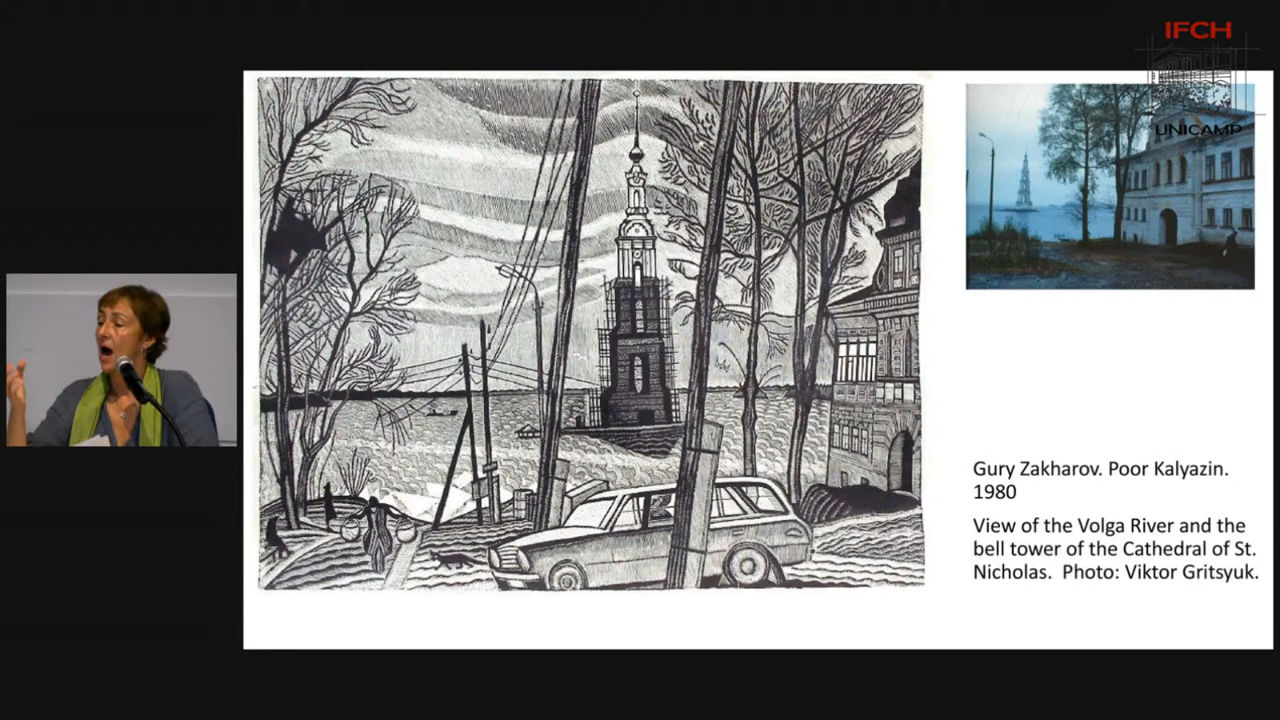 IFCH
UNICAMP
Gury Zakharov. Poor Kalyazin.
1980
View of the Volga River and the
bell tower of the Cathedral of St.
Nicholas.  Photo: Viktor Gritsyuk.